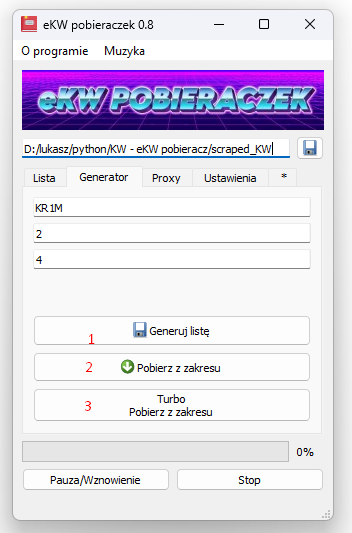 eKW pobieraczek 0.8
O programie Muzyka
eKW POBIERACZEK
D:/lukasz/python/KW - eKW pobieracz/scraped_KW
Lista Generator Proxy Ustawienia *
KR1M
2
4
1 Generuj listę
2 Pobierz z zakresu
3 Turbo
Pobierz z zakresu
0%
Pauza/Wznowienie Stop